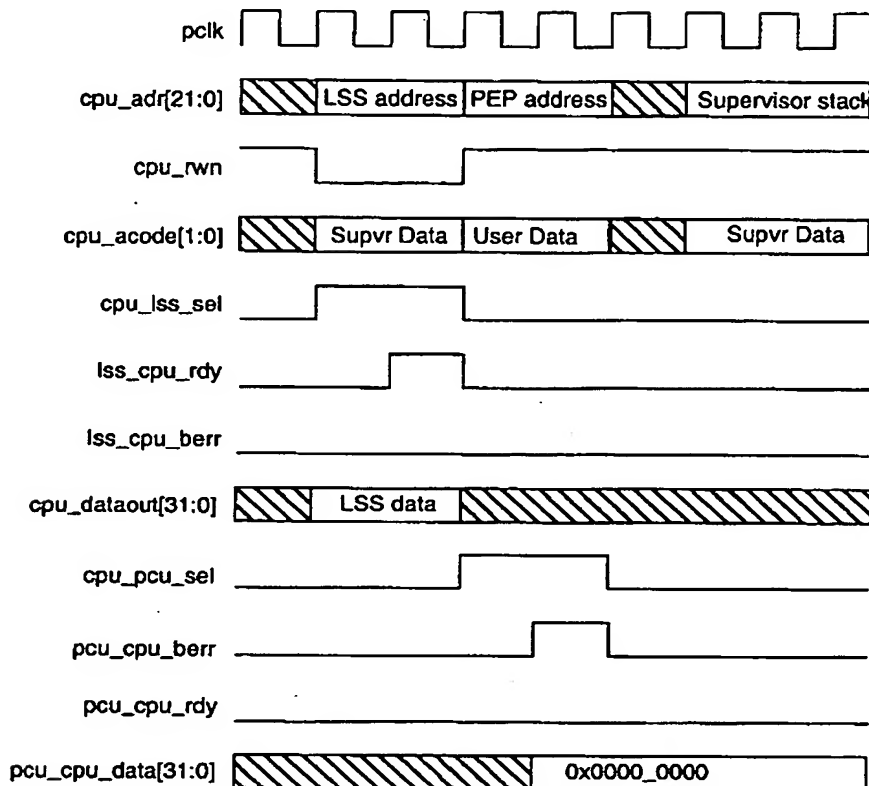 pclk
cpu_adr[21:0] LSS address PEP address Supervisor stack
cpu_rwn
cpu_acode[1:0] Supvr Data User Data Supvr Data
cpu_lss_sel
lss_cpu_rdy
lss_cpu_berr
cpu_dataout[31:0] LSS data
cpu_pcu_sel
pcu_cpu_berr
pcu_cpu_rdy
pcu_cpu_data[31:0] 0x0000_0000